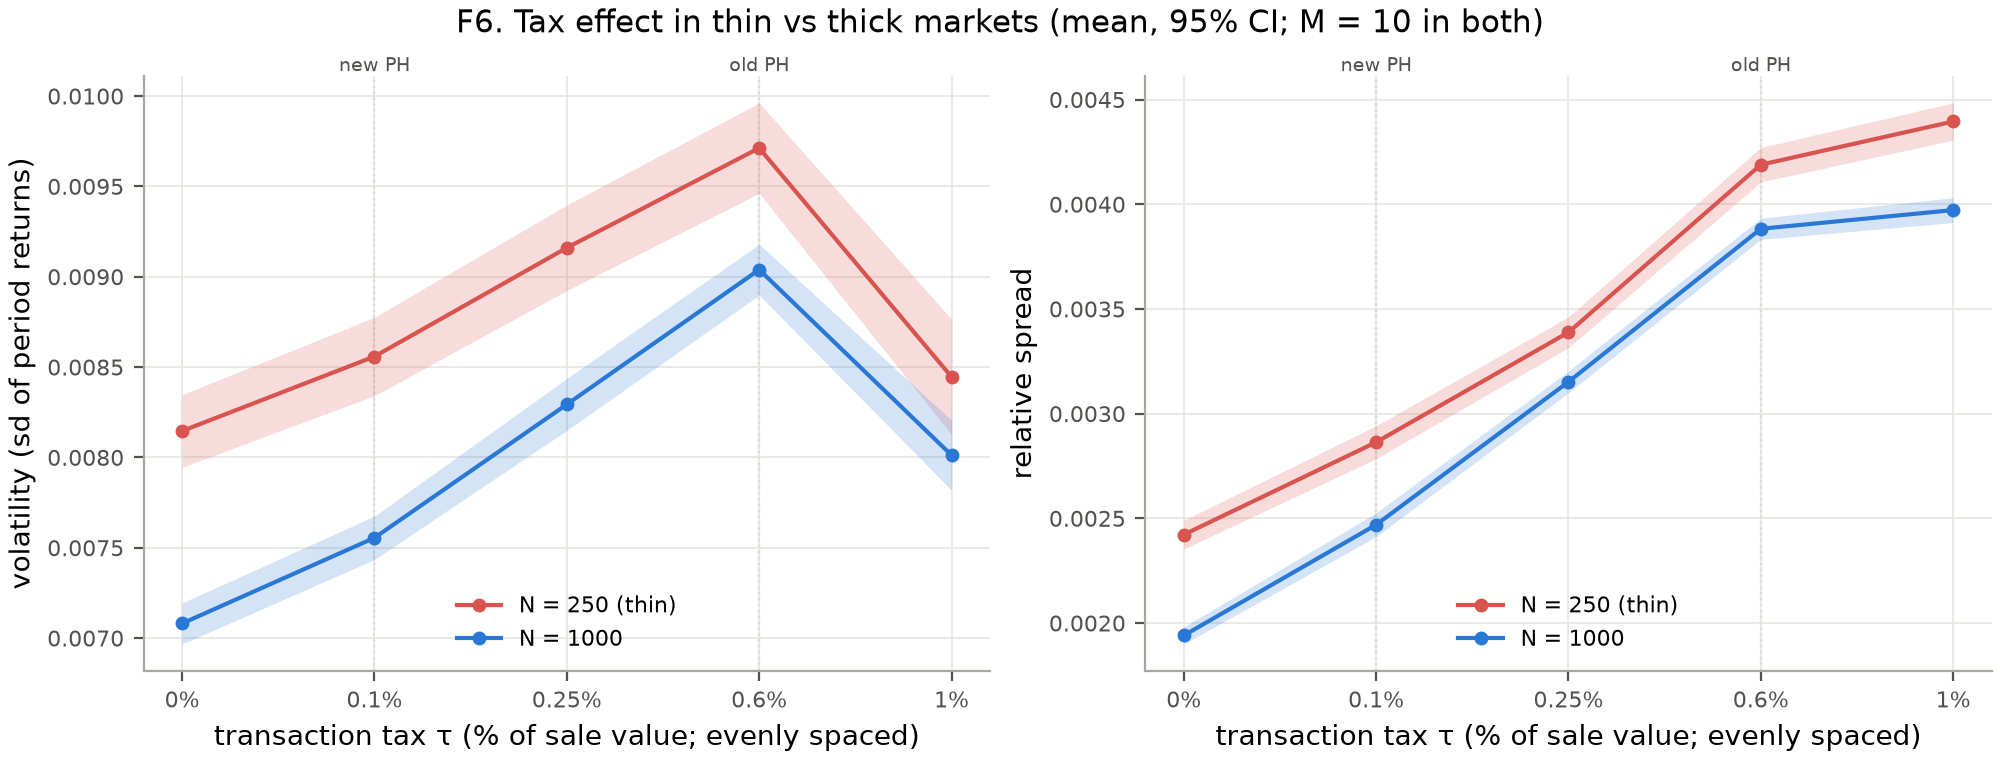 F6. Tax effect in thin vs thick markets (mean, 95% CI; M = 10 in both)
new PH
old PH
0.0100
0.0095
0.0090
0.0085
0.0080
0.0075
0.0070
volatility (sd of period returns)
N = 250 (thin)
N = 1000
0%
0.1%
0.25%
0.6%
1%
transaction tax τ (% of sale value; evenly spaced)
new PH
old PH
0.0045
0.0040
0.0035
0.0030
0.0025
0.0020
relative spread
N = 250 (thin)
N = 1000
0%
0.1%
0.25%
0.6%
1%
transaction tax τ (% of sale value; evenly spaced)